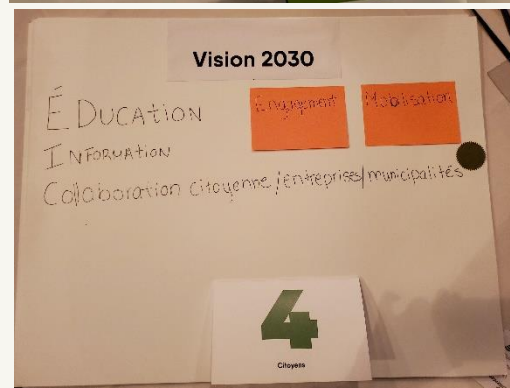 Vision 2030
ÉDUCATION
Engagement
Mobilisation
INFORMATION
Collaboration citoyenne/entreprises/municipalités
4
Citoyens